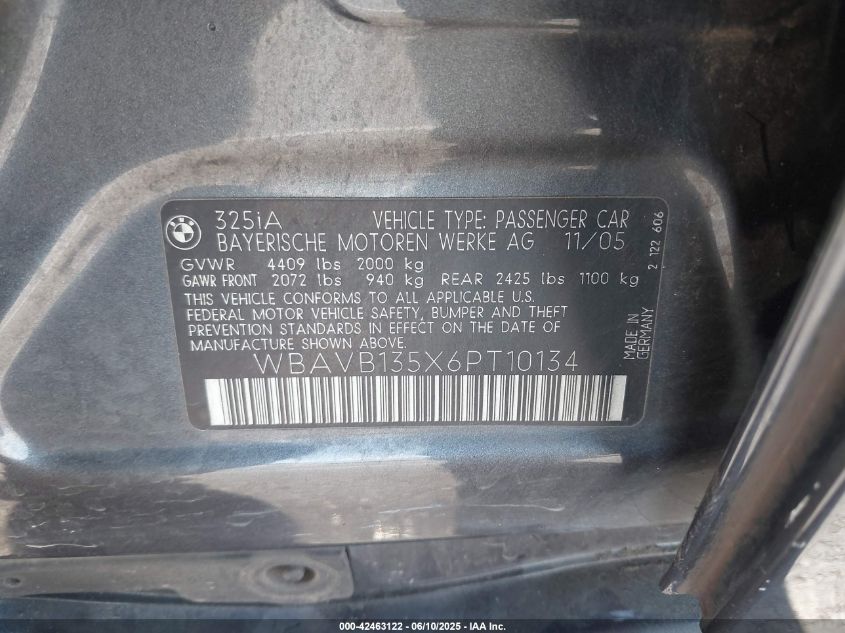 BMW
325iA VEHICLE TYPE: PASSENGER CAR
BAYERISCHE MOTOREN WERKE AG 11/05
GVWR 4409 lbs 2000 kg
GAWR FRONT 2072 lbs 940 kg REAR 2425 lbs 1100 kg
THIS VEHICLE CONFORMS TO ALL APPLICABLE U.S.
FEDERAL MOTOR VEHICLE SAFETY, BUMPER AND THEFT
PREVENTION STANDARDS IN EFFECT ON THE DATE OF
MANUFACTURE SHOWN ABOVE.
WBAVB135X6PT10134
2 122 606
MADE IN
GERMANY
000-42463122 - 06/10/2025 - IAA Inc.